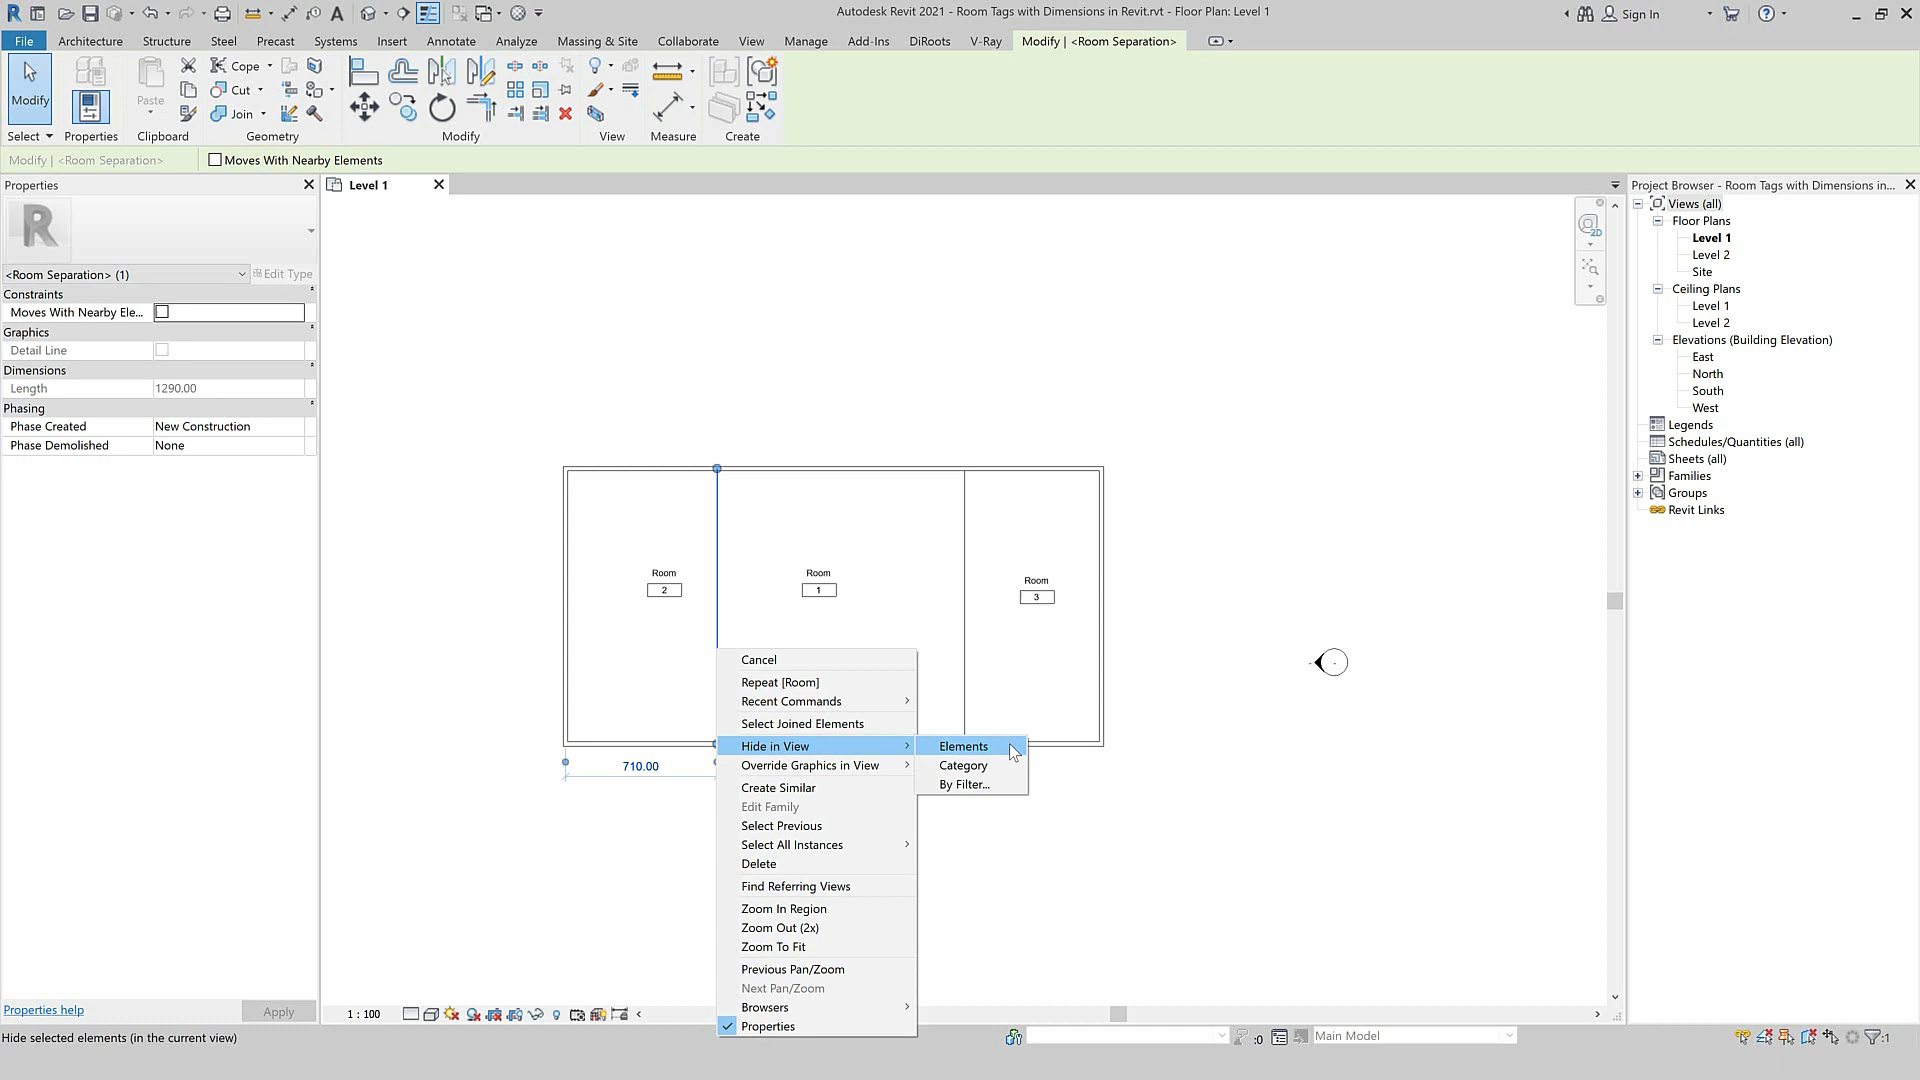 Autodesk Revit 2021 - Room Tags with Dimensions in Revit.rvt - Floor Plan: Level 1
Sign In
File
Architecture
Structure
Steel
Precast
Systems
Insert
Annotate
Analyze
Massing & Site
Collaborate
View
Manage
Add-Ins
DiRoots
V-Ray
Modify | <Room Separation>
Modify
Paste
Cope
Cut
Join
Select
Properties
Clipboard
Geometry
Modify
View
Measure
Create
Modify | <Room Separation>
Moves With Nearby Elements
Properties
Level 1
Project Browser - Room Tags with Dimensions in...
R
<Room Separation> (1)
Edit Type
Constraints
Moves With Nearby Ele...
Graphics
Detail Line
Dimensions
Length
1290.00
Phasing
Phase Created
New Construction
Phase Demolished
None
2D
Views (all)
Floor Plans
Level 1
Level 2
Site
Ceiling Plans
Level 1
Level 2
Elevations (Building Elevation)
East
North
South
West
Legends
Schedules/Quantities (all)
Sheets (all)
Families
Groups
Revit Links
Room
2
Room
1
Room
3
710.00
Cancel
Repeat [Room]
Recent Commands
Select Joined Elements
Hide in View
Override Graphics in View
Create Similar
Edit Family
Select Previous
Select All Instances
Delete
Find Referring Views
Zoom In Region
Zoom Out (2x)
Zoom To Fit
Previous Pan/Zoom
Next Pan/Zoom
Browsers
Properties
Elements
Category
By Filter...
Properties help
Apply
1 : 100
Hide selected elements (in the current view)
:0
Main Model
:1